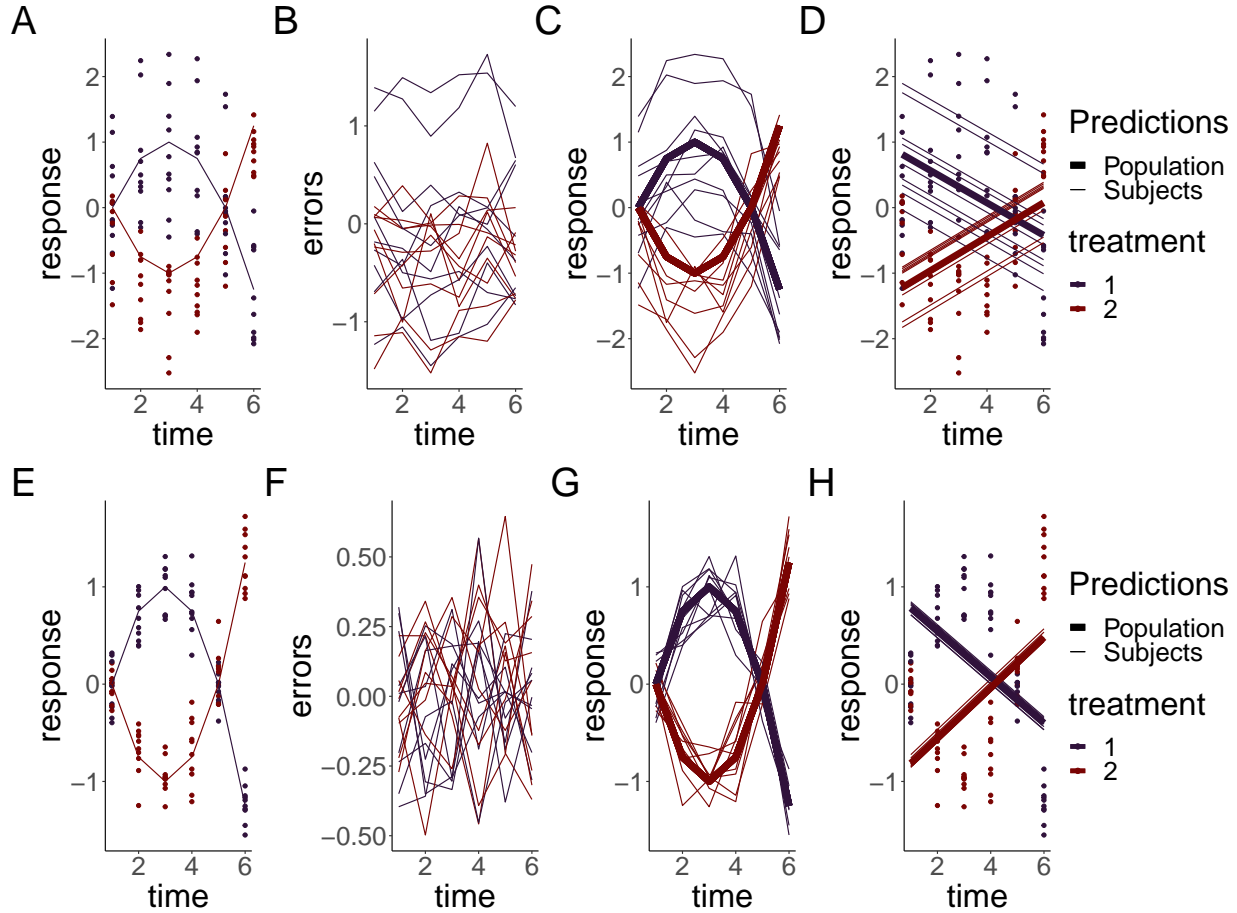 A
response
2
1
0
−1
−2
2 4 6
time
B
errors
1
0
−1
2 4 6
time
C
response
2
1
0
−1
−2
2 4 6
time
D
response
2
1
0
−1
−2
2 4 6
time
Predictions
Population
Subjects
treatment
1
2
E
response
1
0
−1
2 4 6
time
F
errors
0.50
0.25
0.00
−0.25
−0.50
2 4 6
time
G
response
1
0
−1
2 4 6
time
H
response
1
0
−1
2 4 6
time
Predictions
Population
Subjects
treatment
1
2